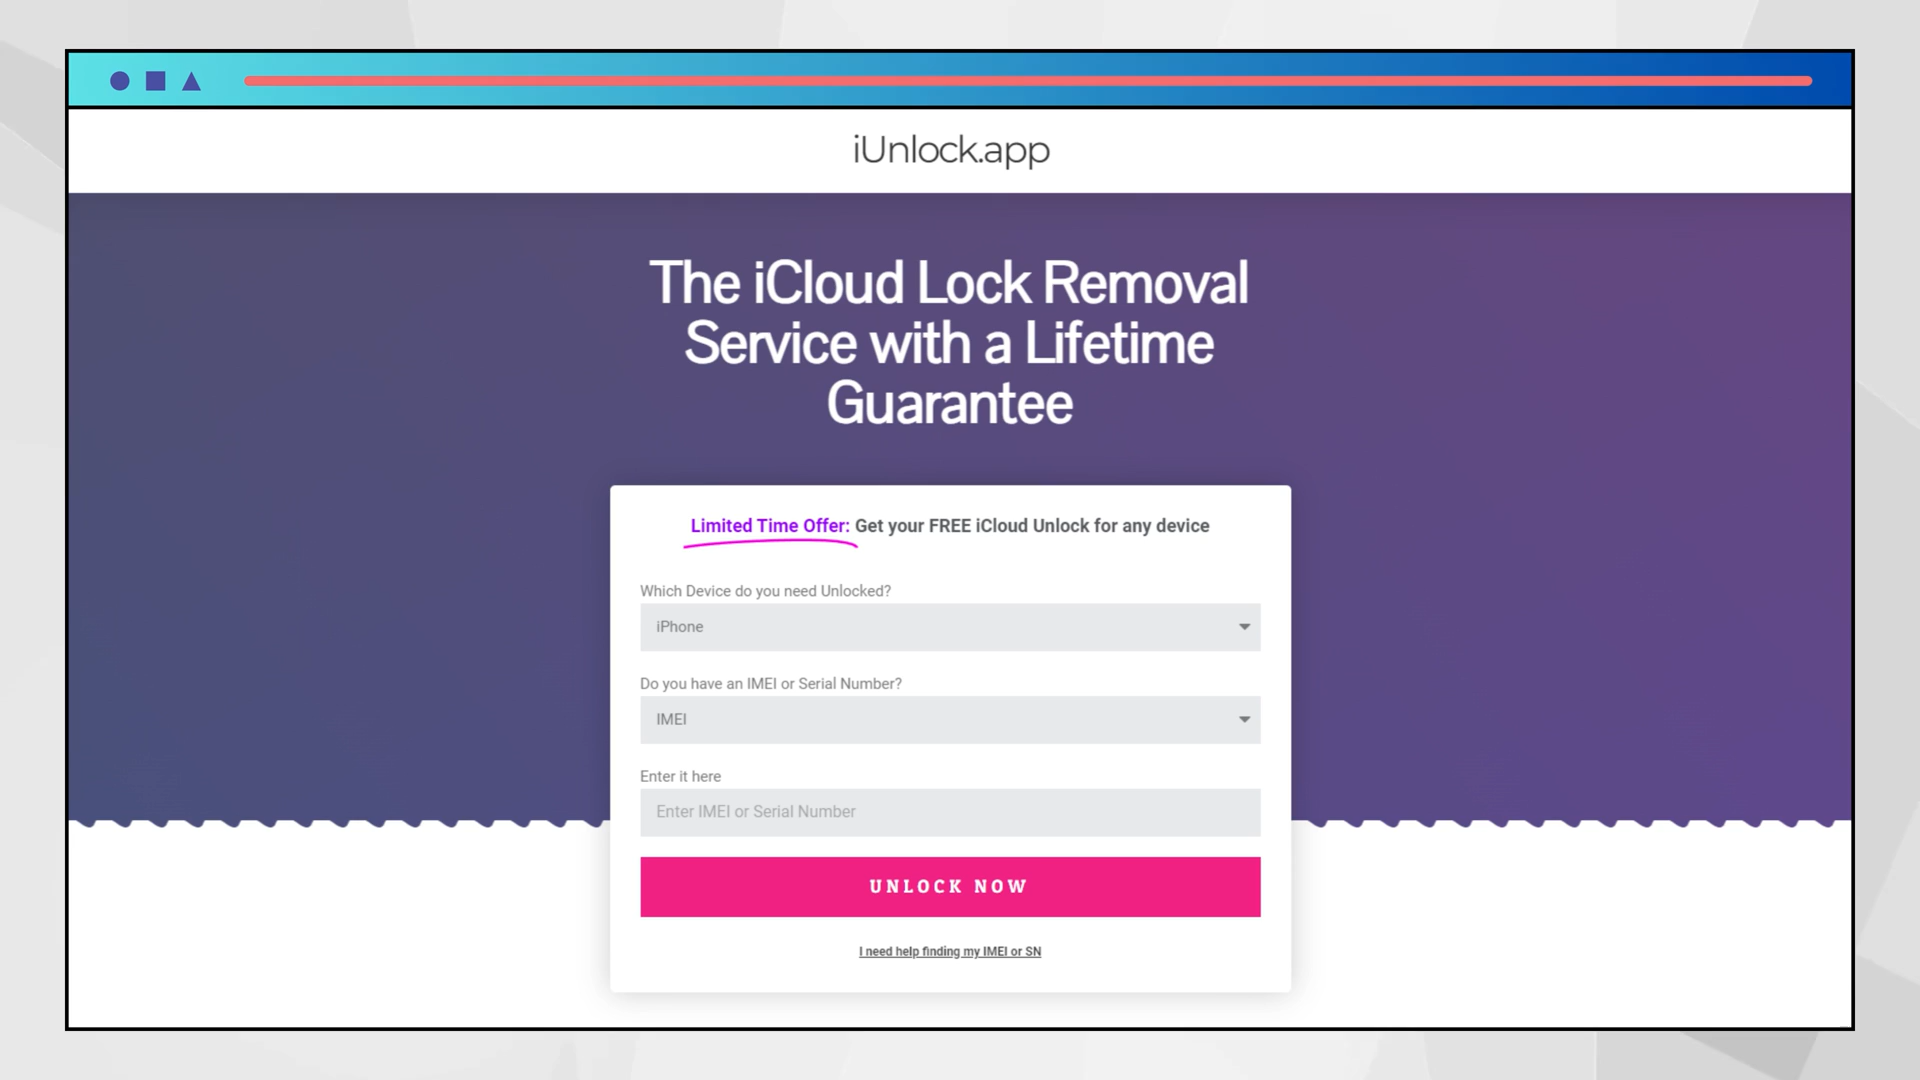 iUnlock.app
The iCloud Lock Removal
Service with a Lifetime
Guarantee
Limited Time Offer: Get your FREE iCloud Unlock for any device
Which Device do you need Unlocked?
iPhone
Do you have an IMEI or Serial Number?
IMEI
Enter it here
Enter IMEI or Serial Number
UNLOCK NOW
I need help finding my IMEI or SN